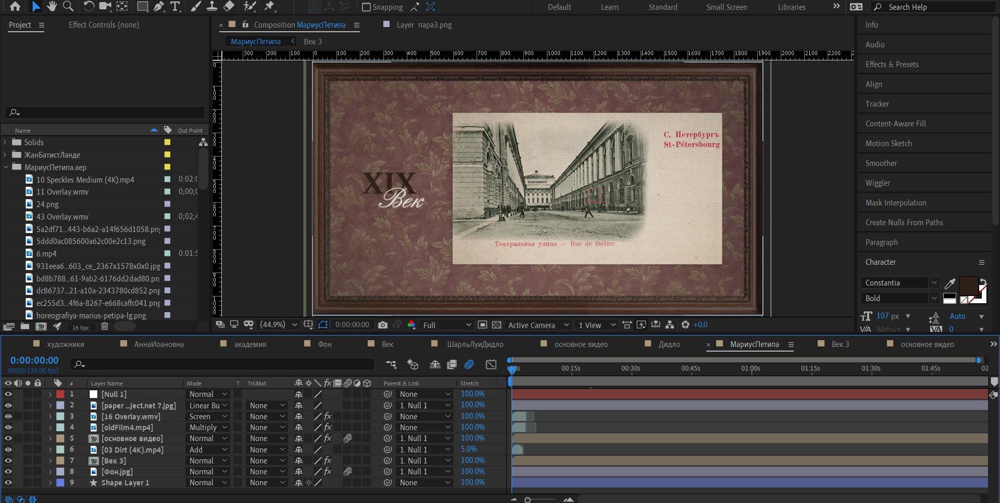 Snapping
Default
Learn
Standard
Small Screen
Libraries
Search Help
Project
Effect Controls (none)
Composition МариусПетипа
Layer пара3.png
МариусПетипа
Век 3
Info
Audio
Effects & Presets
Align
Tracker
Content-Aware Fill
Motion Sketch
Smoother
Wiggler
Mask Interpolation
Create Nulls From Paths
Paragraph
Character
Constantia
Bold
107 px
Auto
Metrics
0
300 200 100 0 100 200 300 400 500 600 700 800 900 1000 1100 1200 1300 1400 1500 1600 1700 1800 1900 2000 2100 2200
Name
Out Point
Solids
ЖанБатистЛанде
МариусПетипа.aep
10 Speckles Medium (4K).mp4
11 Overlay.wmv
24.png
43 Overlay.wmv
5a2df71...443-b6a2-a14f656d1058.png
5ddd0ac085600a62c00e2c13.png
6.mp4
931eea6...603_ce_2367x1578x0x0.jpg
bd8b788...61-9ab2-6176dd2dad80.pn
dc86737...21-a10a-2343780cd852.png
ec255d3...4f6a-8267-e668caffc041.png
horeografiya-marius-petipa-lg.png
16 bpc
XIX
Век
С. Петербургъ
St-Pétersbourg
Театральная улица — Rue de théâtre
(44.9%)
0:00:00:00
Full
Active Camera
1 View
+0.0
художники
АннаИоановна
академия
Фон
Век
ШарльЛуиДидло
основное видео
Дидло
МариусПетипа
Век 3
основное видео
0:00:00:00
00000 (30.00 fps)
00:15s 00:30s 00:45s 01:00s 01:15s 01:30s 01:45s 02
# Layer Name Mode T TrkMat Parent & Link Stretch
1 [Null 1] Normal None 100.0%
2 [paper ...ject.net 7.jpg] Linear Bu None 1. Null 1 100.0%
3 [16 Overlay.wmv] Screen None fx None 100.0%
4 [oldFilm4.mp4] Multiply None fx None 100.0%
5 [основное видео] Normal None fx 1. Null 1 100.0%
6 [03 Dirt (4K).mp4] Add None 1. Null 1 5.0%
7 [Век 3] Normal None fx 1. Null 1 100.0%
8 [Фон.jpg] Normal None fx 1. Null 1 100.0%
9 Shape Layer 1 Normal None None 100.0%